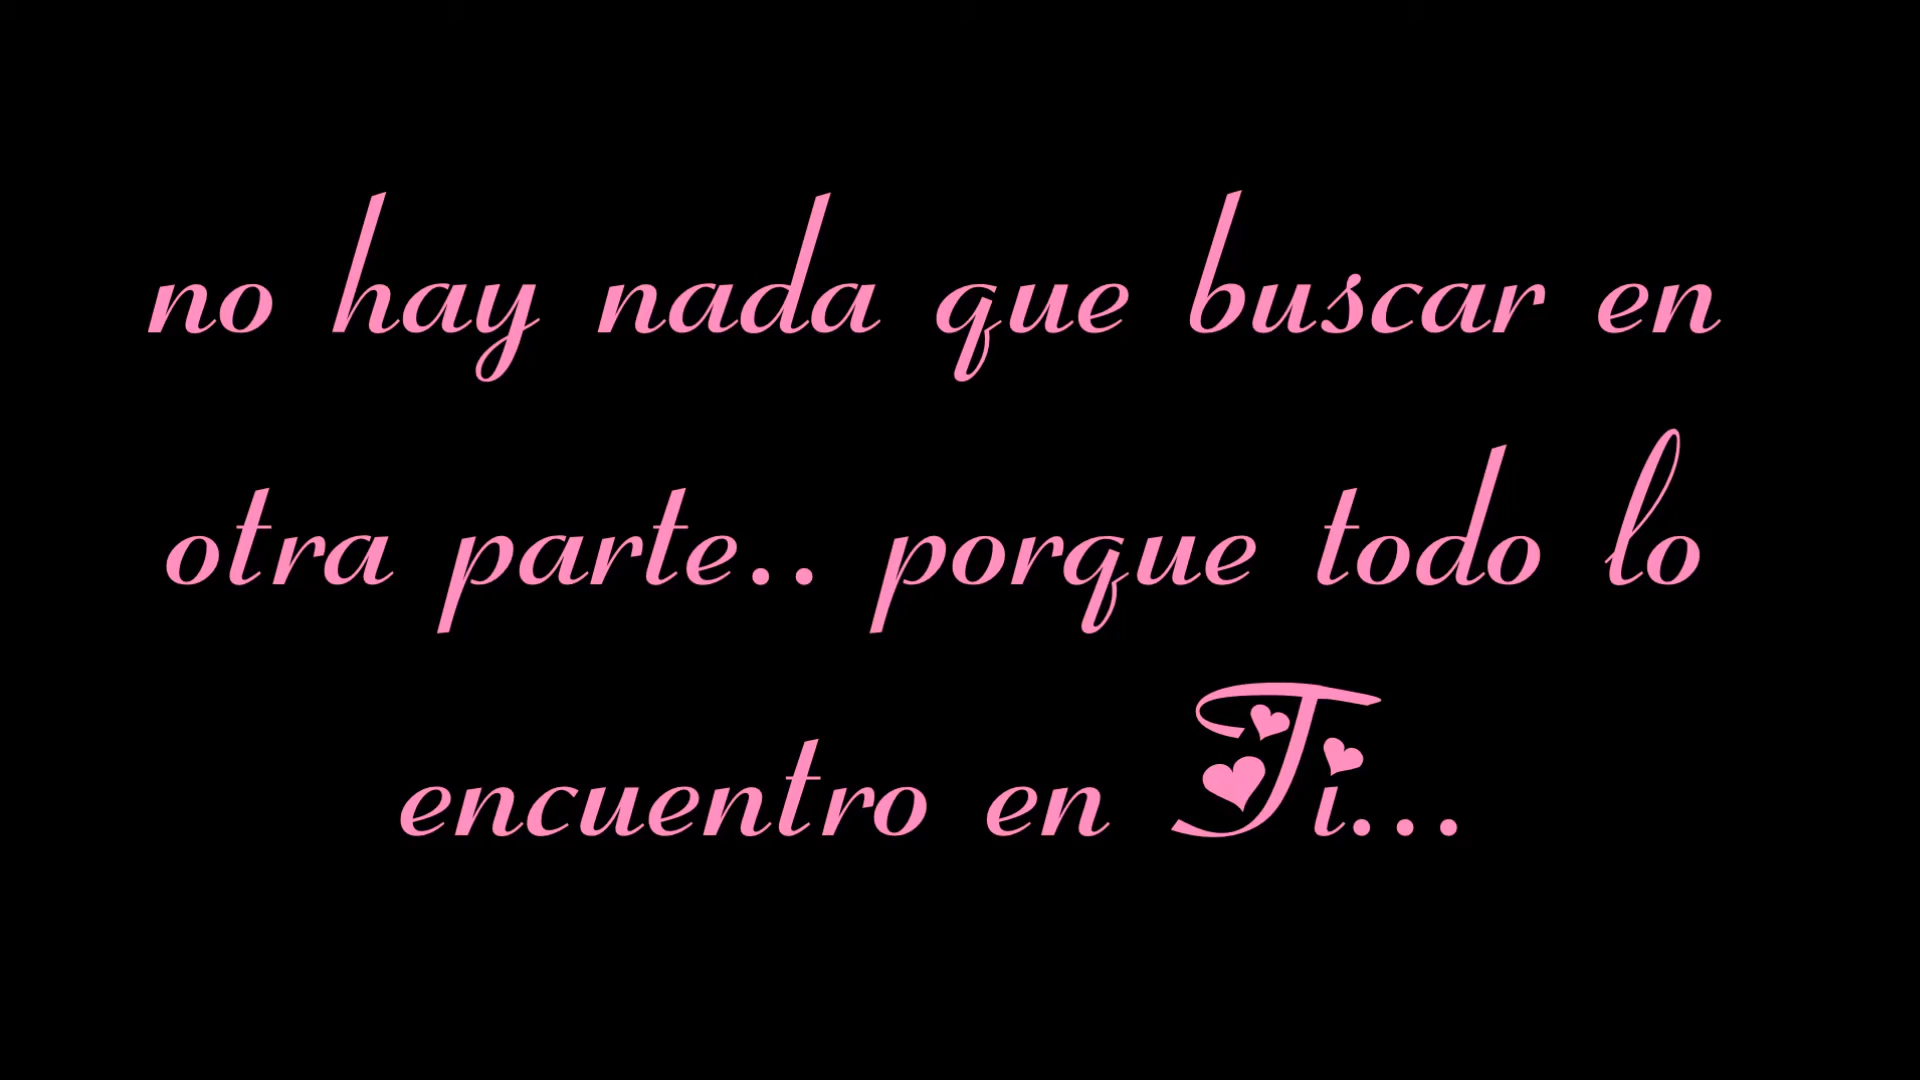 no hay nada que buscar en
otra parte.. porque todo lo
encuentro en Ti...